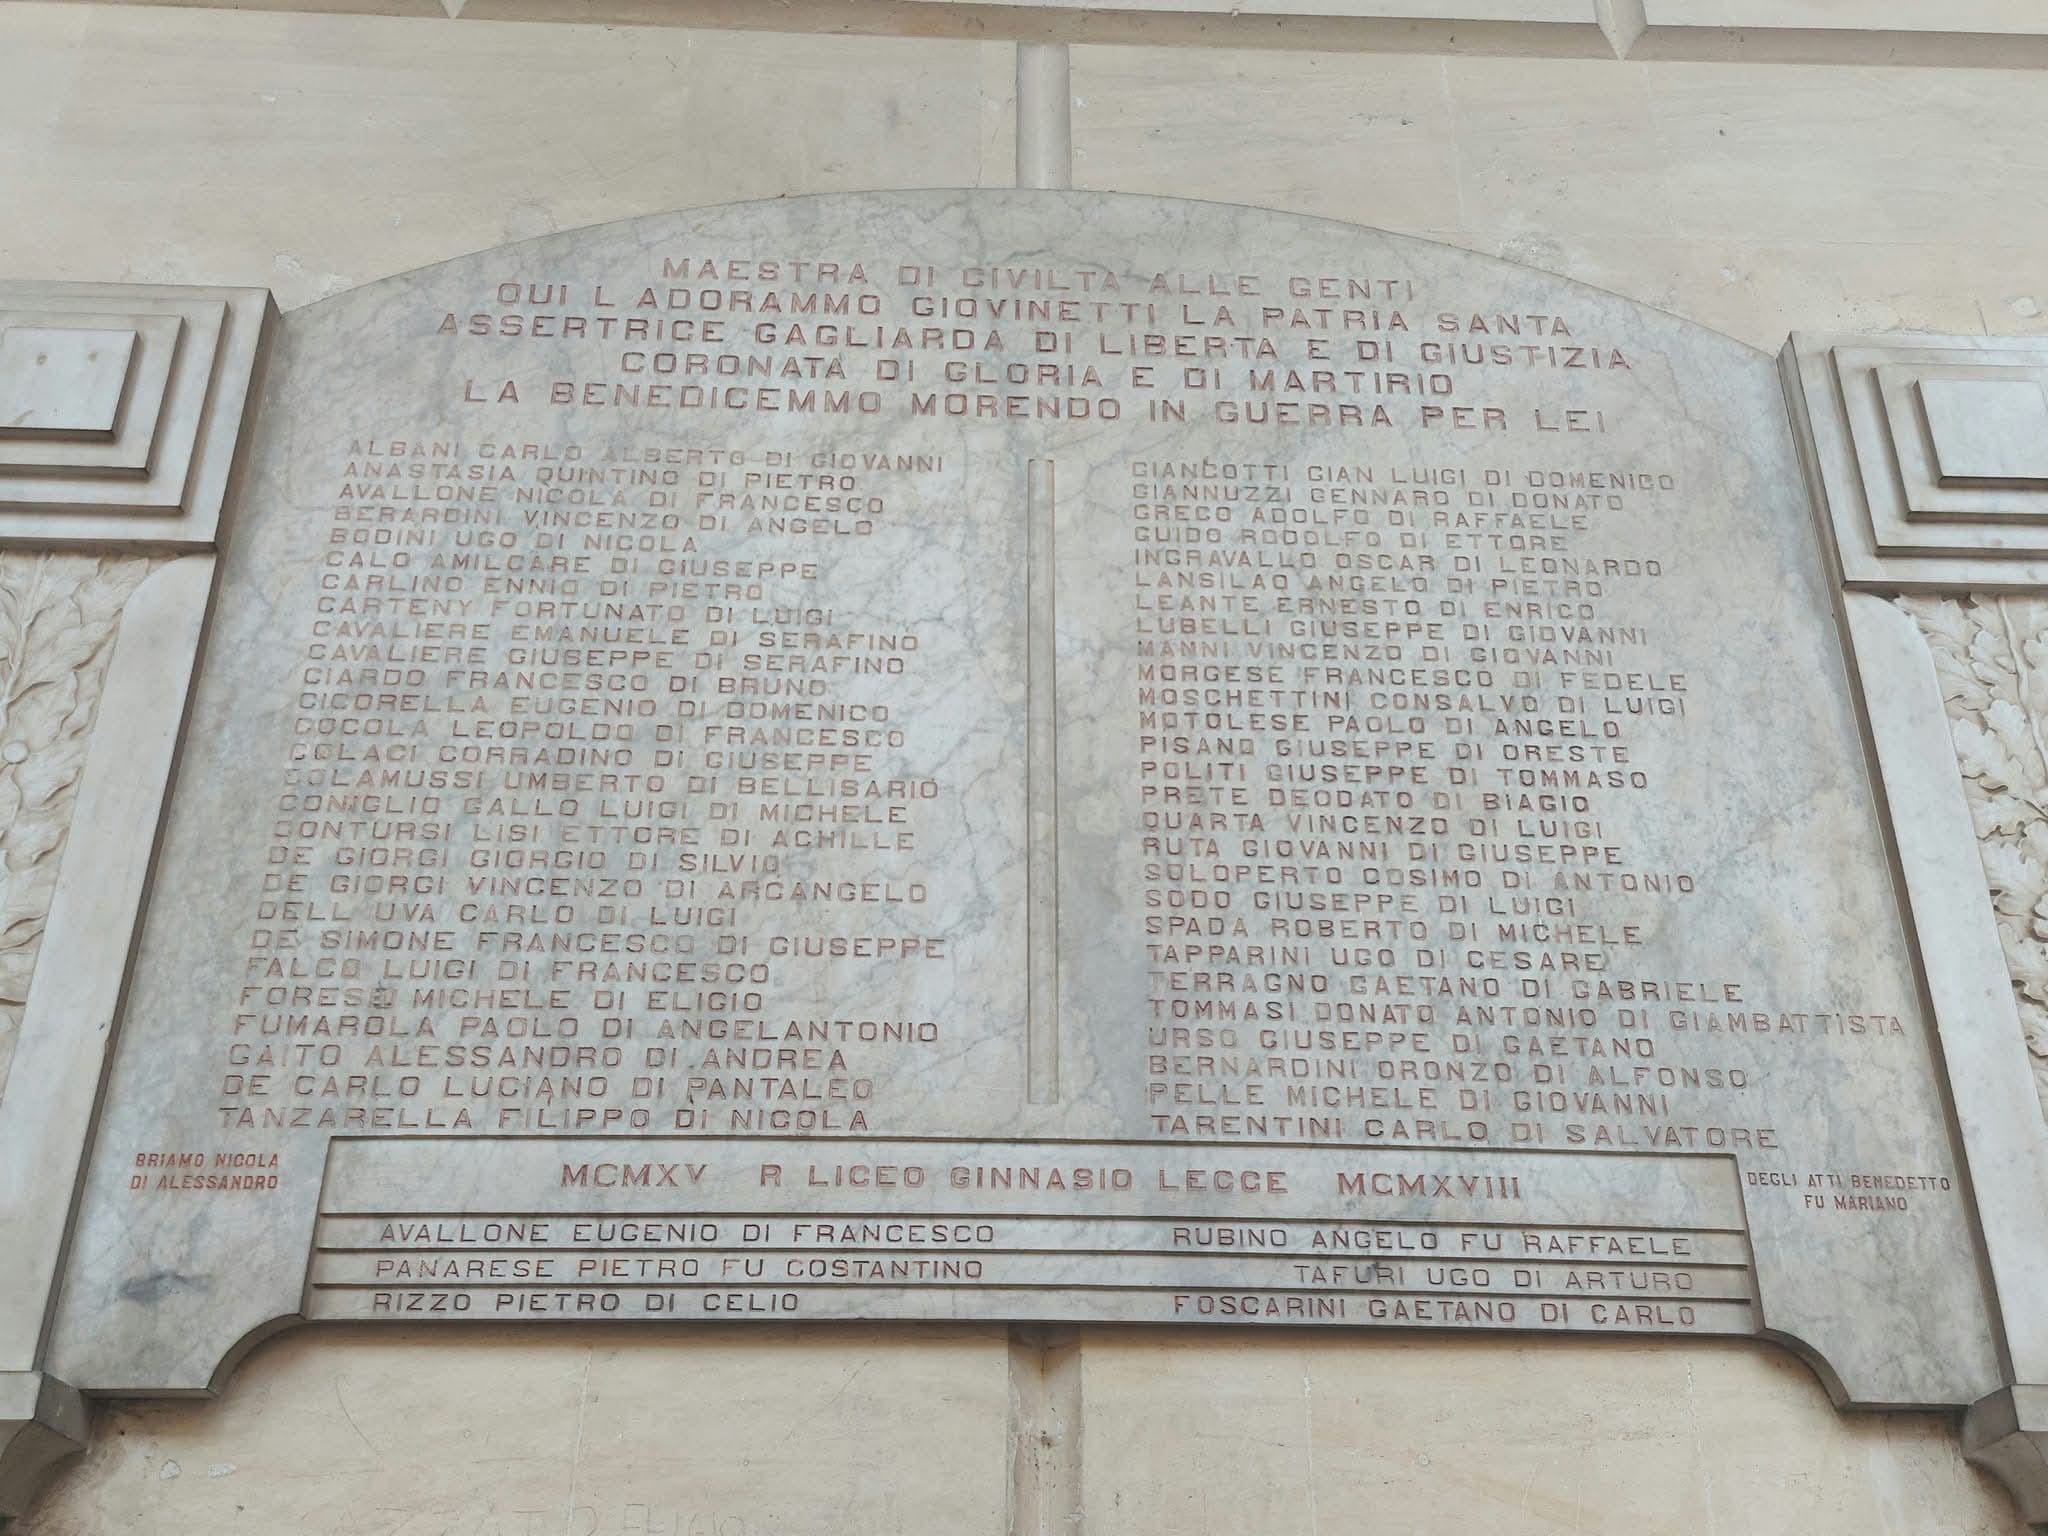 MAESTRA DI CIVILTA ALLE GENTI
QUI L ADORAMMO GIOVINETTI LA PATRIA SANTA
ASSERTRICE GAGLIARDA DI LIBERTA E DI GIUSTIZIA
CORONATA DI GLORIA E DI MARTIRIO
LA BENEDICEMMO MORENDO IN GUERRA PER LEI
ALBANI CARLO ALBERTO DI GIOVANNI
ANASTASIA QUINTINO DI PIETRO
AVALLONE NICOLA DI FRANCESCO
BERARDINI VINCENZO DI ANGELO
BODINI UGO DI NICOLA
CALO AMILCARE DI GIUSEPPE
CARLINO ENNIO DI PIETRO
CARTENY FORTUNATO DI LUIGI
CAVALIERE EMANUELE DI SERAFINO
CAVALIERE GIUSEPPE DI SERAFINO
CIARDO FRANCESCO DI BRUNO
CICORELLA EUGENIO DI DOMENICO
COCOLA LEOPOLDO DI FRANCESCO
COLACI CORRADINO DI GIUSEPPE
COLAMUSSI UMBERTO DI BELLISARIO
CONIGLIO GALLO LUIGI DI MICHELE
CONTURSI LISI ETTORE DI ACHILLE
DE GIORGI GIORGIO DI SILVIO
DE GIORGI VINCENZO DI ARCANGELO
DELL UVA CARLO DI LUIGI
DE SIMONE FRANCESCO DI GIUSEPPE
FALCO LUIGI DI FRANCESCO
FORESIO MICHELE DI ELIGIO
FUMAROLA PAOLO DI ANGELANTONIO
GAITO ALESSANDRO DI ANDREA
DE CARLO LUCIANO DI PANTALEO
TANZARELLA FILIPPO DI NICOLA
GIANCOTTI GIAN LUIGI DI DOMENICO
GIANNUZZI GENNARO DI DONATO
GRECO ADOLFO DI RAFFAELE
GUIDO RODOLFO DI ETTORE
INGRAVALLO OSCAR DI LEONARDO
LANSILAO ANGELO DI PIETRO
LEANTE ERNESTO DI ENRICO
LUBELLI GIUSEPPE DI GIOVANNI
MANNI VINCENZO DI GIOVANNI
MORGESE FRANCESCO DI FEDELE
MOSCHETTINI CONSALVO DI LUIGI
MOTOLESE PAOLO DI ANGELO
PISANO GIUSEPPE DI ORESTE
POLITI GIUSEPPE DI TOMMASO
PRETE DEODATO DI BIAGIO
QUARTA VINCENZO DI LUIGI
RUTA GIOVANNI DI GIUSEPPE
SOLOPERTO COSIMO DI ANTONIO
SODO GIUSEPPE DI LUIGI
SPADA ROBERTO DI MICHELE
TAPPARINI UGO DI CESARE
TERRAGNO GAETANO DI GABRIELE
TOMMASI DONATO ANTONIO DI GIAMBATTISTA
URSO GIUSEPPE DI GAETANO
BERNARDINI ORONZO DI ALFONSO
PELLE MICHELE DI GIOVANNI
TARENTINI CARLO DI SALVATORE
BRIAMO NICOLA
DI ALESSANDRO
MCMXV R LICEO GINNASIO LECCE MCMXVIII
DEGLI ATTI BENEDETTO
FU MARIANO
AVALLONE EUGENIO DI FRANCESCO
PANARESE PIETRO FU COSTANTINO
RIZZO PIETRO DI CELIO
RUBINO ANGELO FU RAFFAELE
TAFURI UGO DI ARTURO
FOSCARINI GAETANO DI CARLO